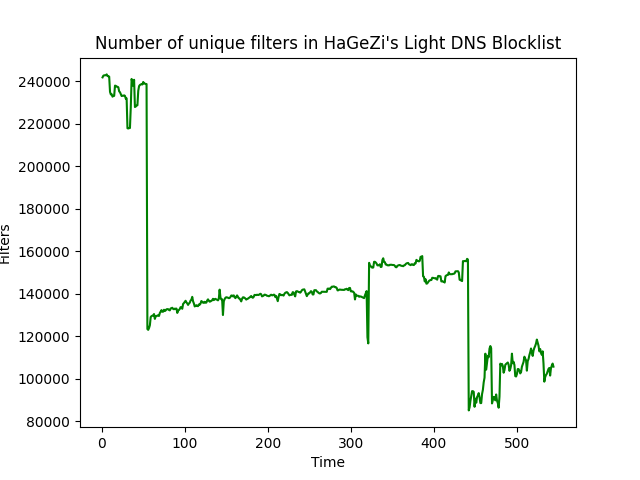 Number of unique filters in HaGeZi's Light DNS Blocklist
240000
220000
200000
180000
160000
140000
120000
100000
80000
Filters
0 100 200 300 400 500
Time